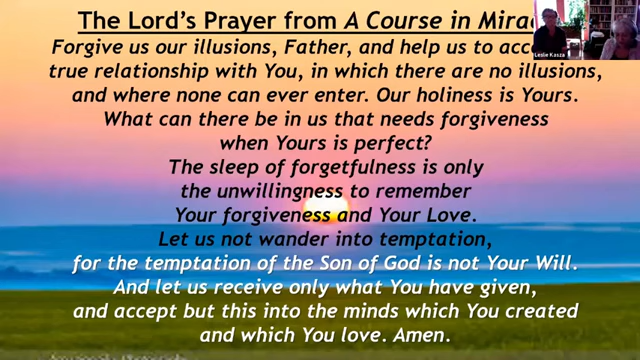 The Lord's Prayer from A Course in
Forgive us our illusions, Father, and help us to
true relationship with You, in which there are no illusions,
and where none can ever enter. Our holiness is Yours.
What can there be in us that needs forgiveness
when Yours is perfect?
The sleep of forgetfulness is only
the unwillingness to remember
Your forgiveness and Your Love.
Let us not wander into temptation,
for the temptation of the Son of God is not Your Will.
And let us receive only what You have given,
and accept but this into the minds which You created
and which You love. Amen.
Leslie Kasza